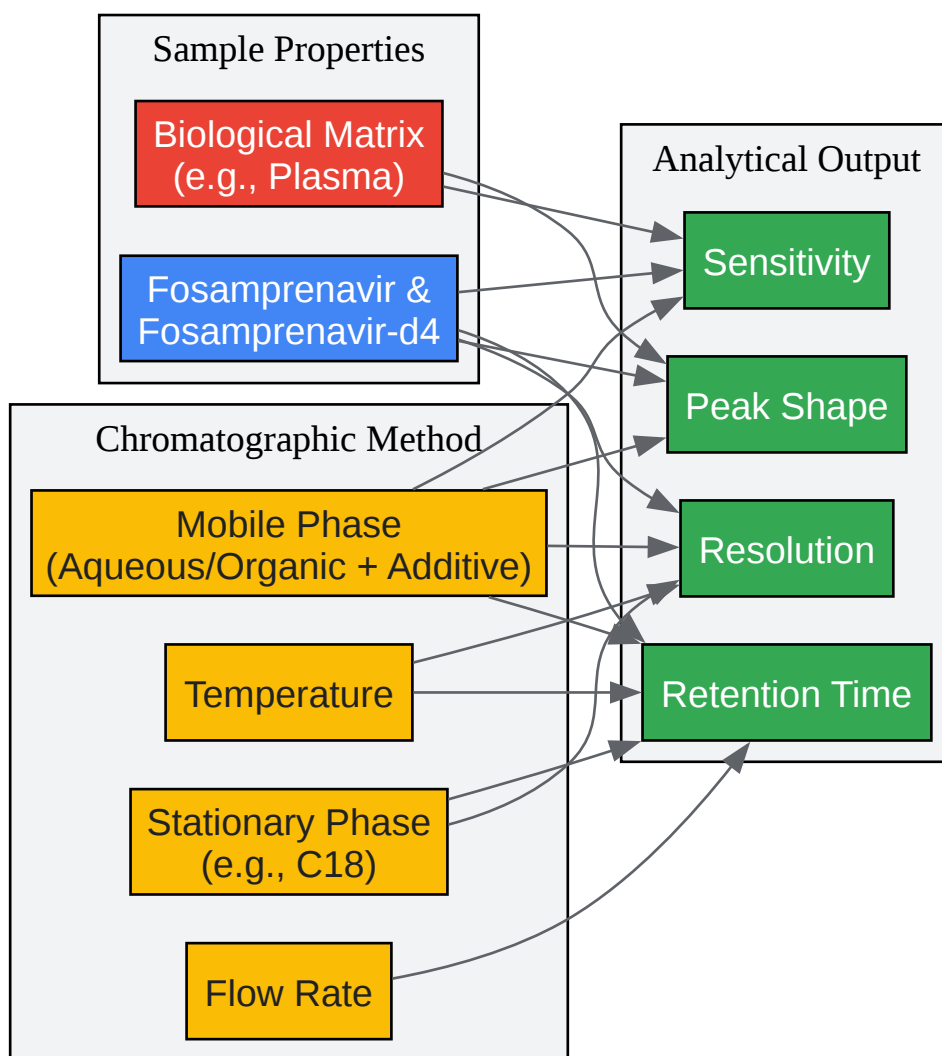 Sample Properties
Biological Matrix
(e.g., Plasma)
Fosamprenavir &
Fosamprenavir-d4
Chromatographic Method
Mobile Phase
(Aqueous/Organic + Additive)
Temperature
Stationary Phase
(e.g., C18)
Flow Rate
Analytical Output
Sensitivity
Peak Shape
Resolution
Retention Time